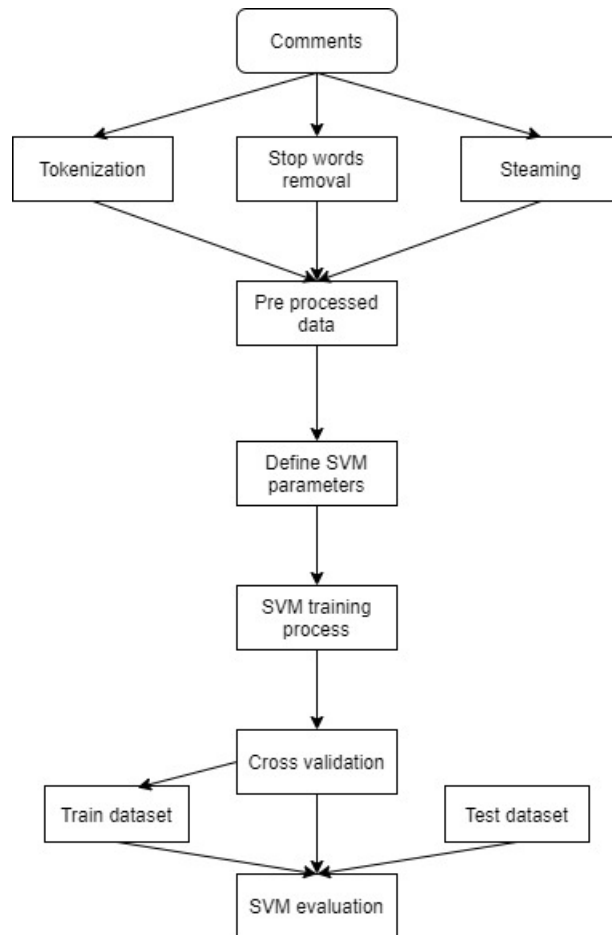 Comments
Tokenization
Stop words
removal
Steaming
Pre processed
data
Define SVM
parameters
SVM training
process
Cross validation
Train dataset
Test dataset
SVM evaluation